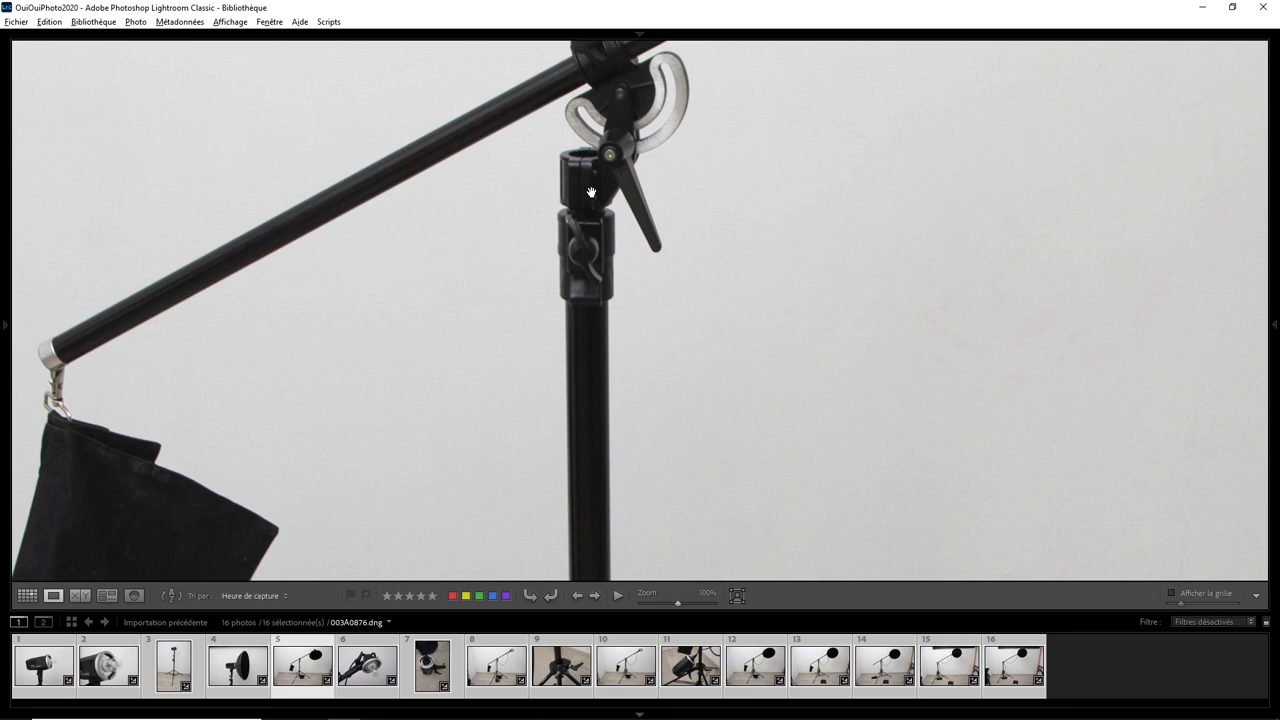 OuiOuiPhoto2020 - Adobe Photoshop Lightroom Classic - Bibliothèque
Fichier Edition Bibliothèque Photo Métadonnées Affichage Fenêtre Aide Scripts
Tri par : Heure de capture Zoom 100% Afficher la grille
1 2 Importation précédente 16 photos /16 sélectionnée(s) /003A0876.dng Filtre : Filtres désactivés
1 2 3 4 5 6 7 8 9 10 11 12 13 14 15 16